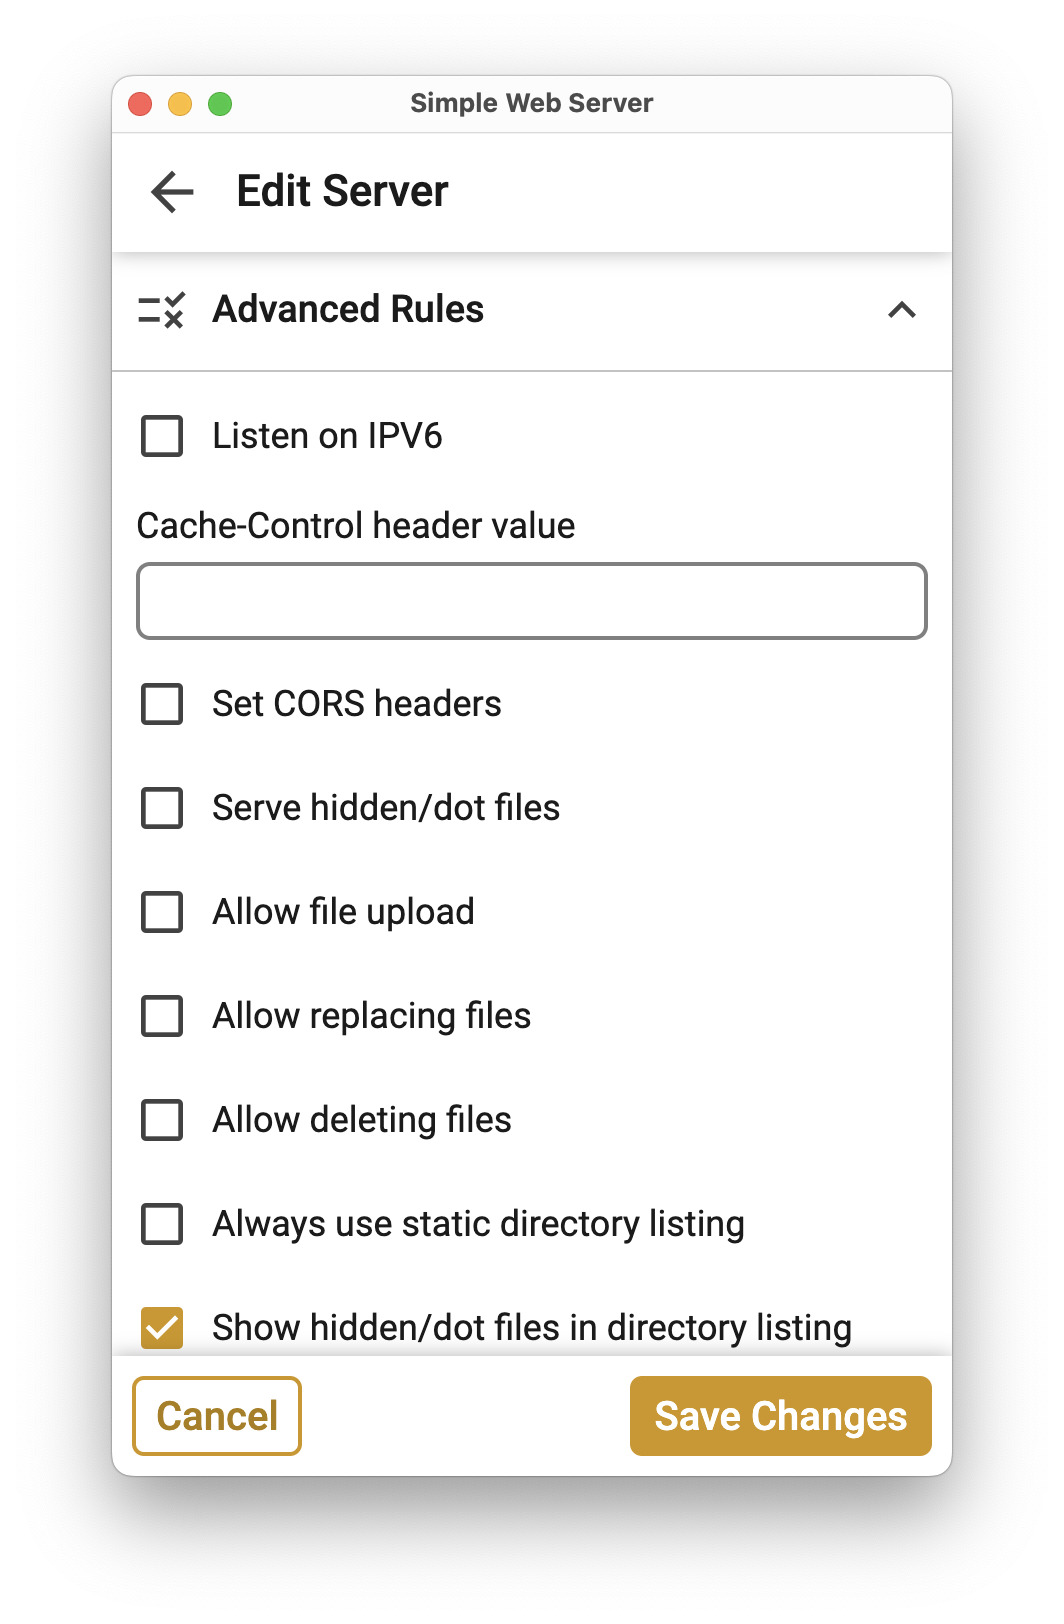 Simple Web Server
Edit Server
Advanced Rules
Listen on IPV6
Cache-Control header value
Set CORS headers
Serve hidden/dot files
Allow file upload
Allow replacing files
Allow deleting files
Always use static directory listing
Show hidden/dot files in directory listing
Cancel
Save Changes